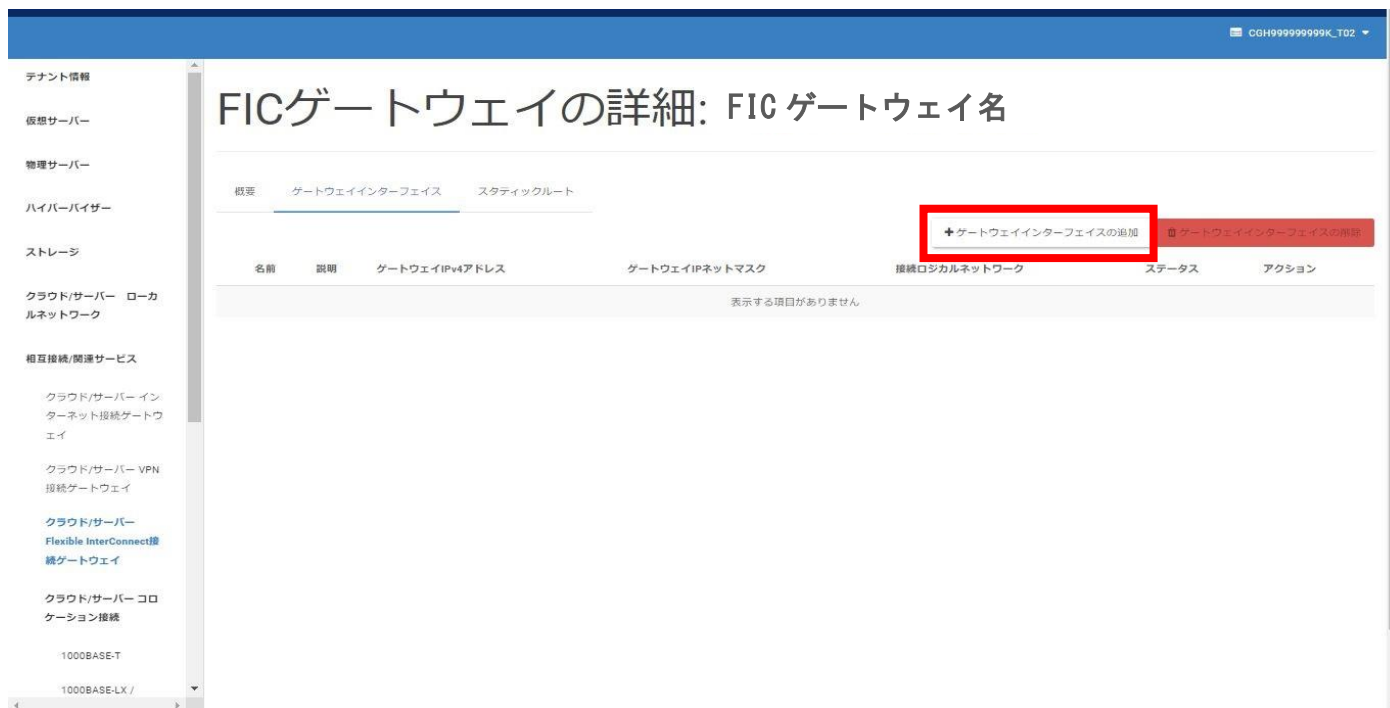 CGH999999999K_T02
テナント情報
仮想サーバー
物理サーバー
ハイパーバイザー
ストレージ
クラウド/サーバー ローカ
ルネットワーク
相互接続/関連サービス
クラウド/サーバー イン
ターネット接続ゲートウ
ェイ
クラウド/サーバー VPN
接続ゲートウェイ
クラウド/サーバー
Flexible InterConnect接
続ゲートウェイ
クラウド/サーバー コロ
ケーション接続
1000BASE-T
1000BASE-LX /
FICゲートウェイの詳細: FIC ゲートウェイ名
概要 ゲートウェイインターフェイス スタティックルート
+ゲートウェイインターフェイスの追加 ゲートウェイインターフェイスの削除
名前 説明 ゲートウェイIPv4アドレス ゲートウェイIPネットマスク 接続ロジカルネットワーク ステータス アクション
表示する項目がありません